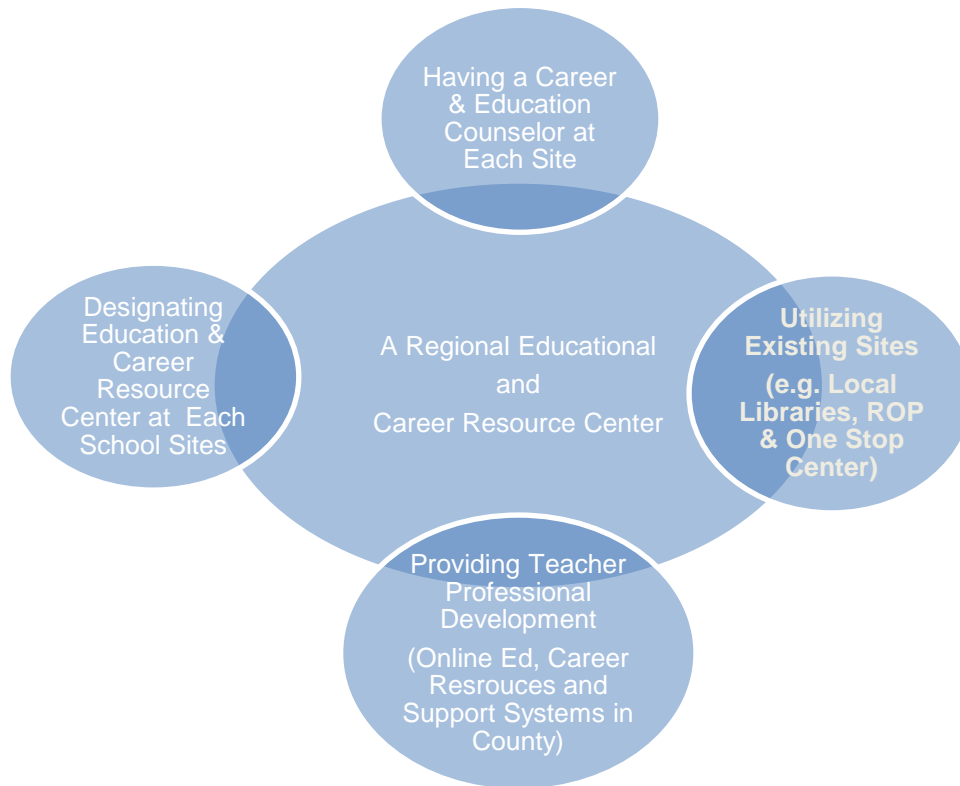 Having a Career
& Education
Counselor at
Each Site
Designating
Education &
Career
Resource
Center at Each
School Sites
A Regional Educational
and
Career Resource Center
Utilizing
Existing Sites
(e.g. Local
Libraries, ROP
& One Stop
Center)
Providing Teacher
Professional
Development
(Online Ed, Career
Resrouces and
Support Systems in
County)